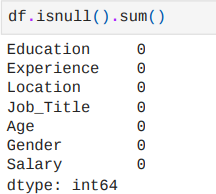 df.isnull().sum()
Education 0
Experience 0
Location 0
Job_Title 0
Age 0
Gender 0
Salary 0
dtype: int64